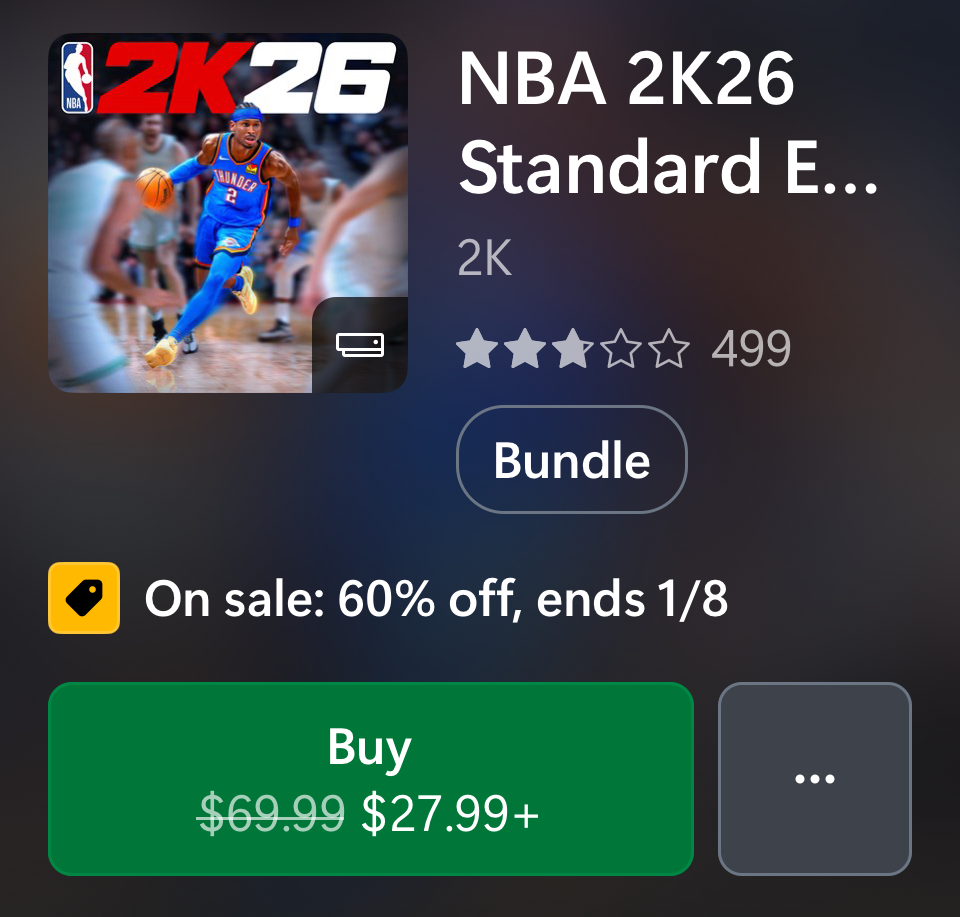 2K26
NBA
THUNDER
2
NBA 2K26
Standard E...
2K
499
Bundle
On sale: 60% off, ends 1/8
Buy
$69.99 $27.99+
...